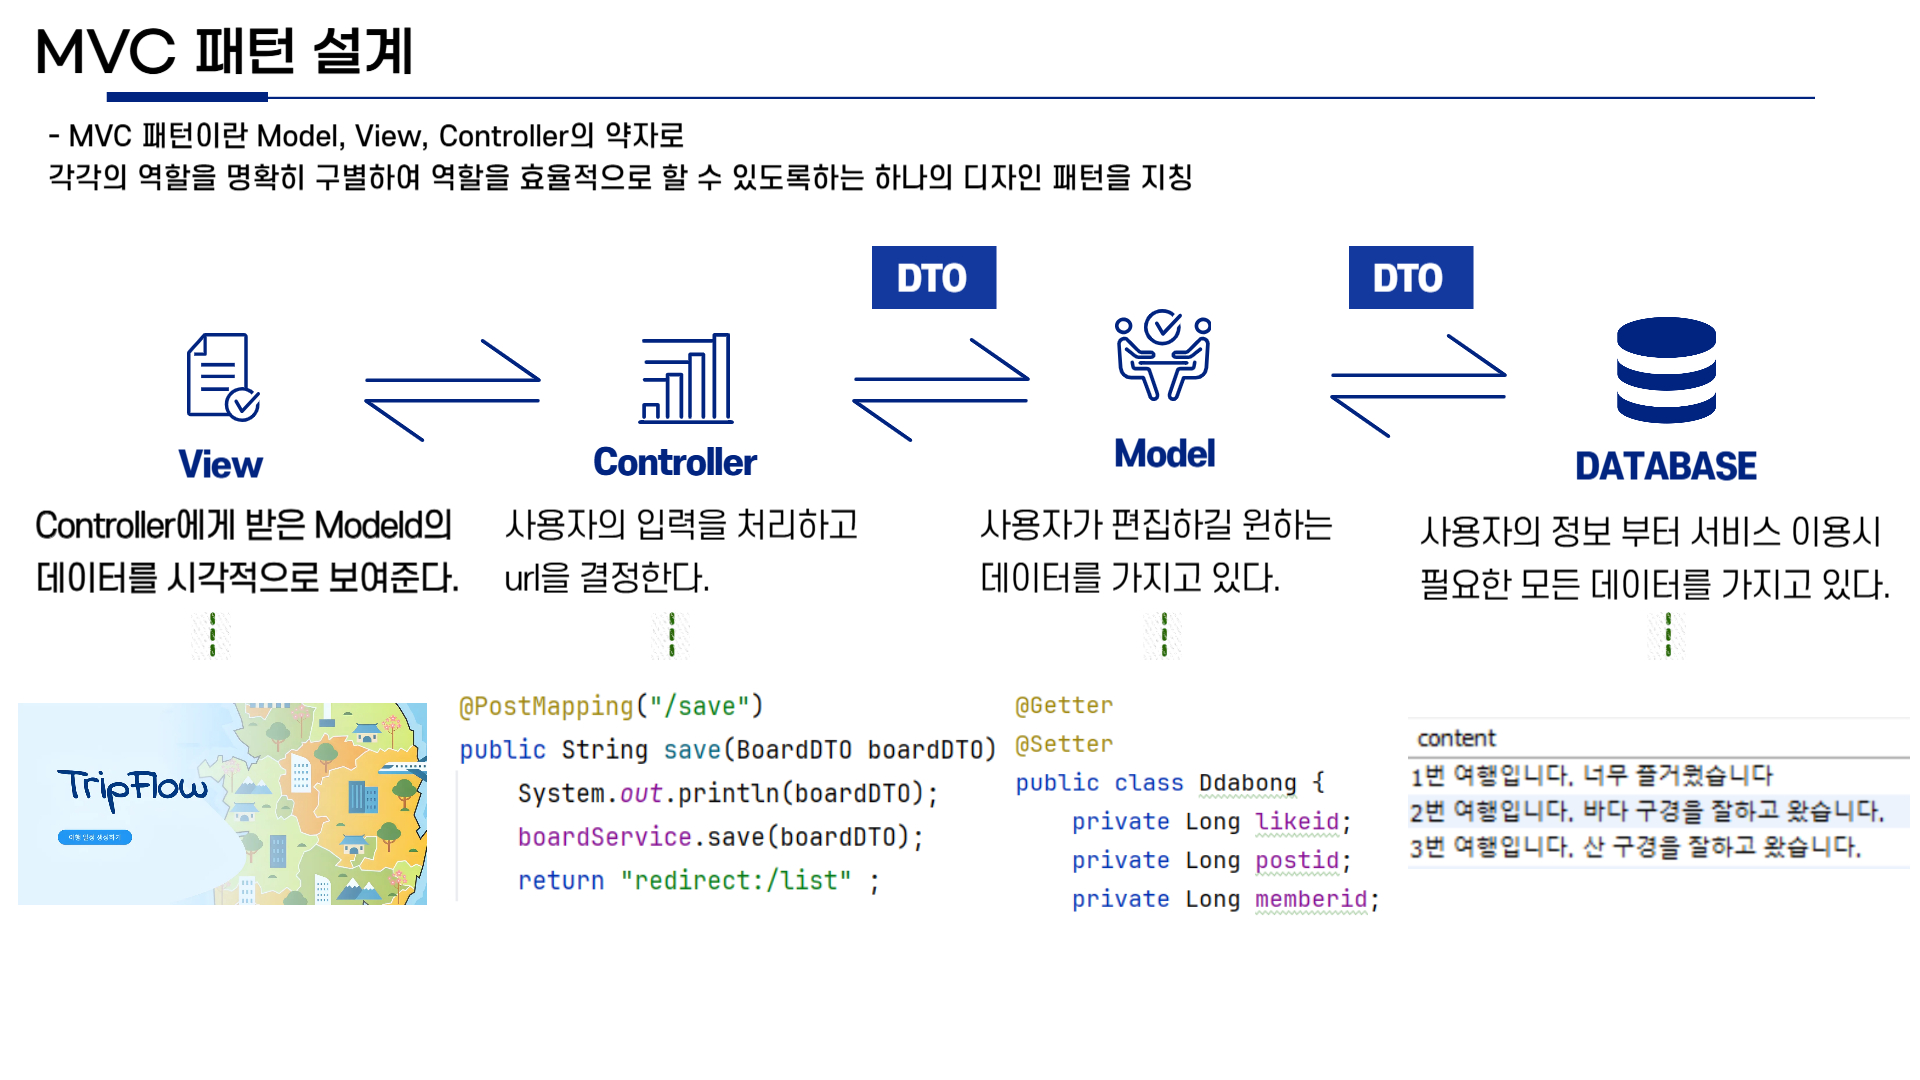 MVC 패턴 설계
- MVC 패턴이란 Model, View, Controller의 약자로
각각의 역할을 명확히 구별하여 역할을 효율적으로 할 수 있도록하는 하나의 디자인 패턴을 지칭
DTO
DTO
View
Controller
Model
DATABASE
Controller에게 받은 Modeld의
데이터를 시각적으로 보여준다.
사용자의 입력을 처리하고
url을 결정한다.
사용자가 편집하길 원하는
데이터를 가지고 있다.
사용자의 정보 부터 서비스 이용시
필요한 모든 데이터를 가지고 있다.
TripFlow
여행 일정 생성하기
@PostMapping("/save")
public String save(BoardDTO boardDTO)
System.out.println(boardDTO);
boardService.save(boardDTO);
return "redirect:/list" ;
@Getter
@Setter
public class Ddabong {
private Long likeid;
private Long postid;
private Long memberid;
content
1번 여행입니다. 너무 즐거웠습니다
2번 여행입니다. 바다 구경을 잘하고 왔습니다.
3번 여행입니다. 산 구경을 잘하고 왔습니다.